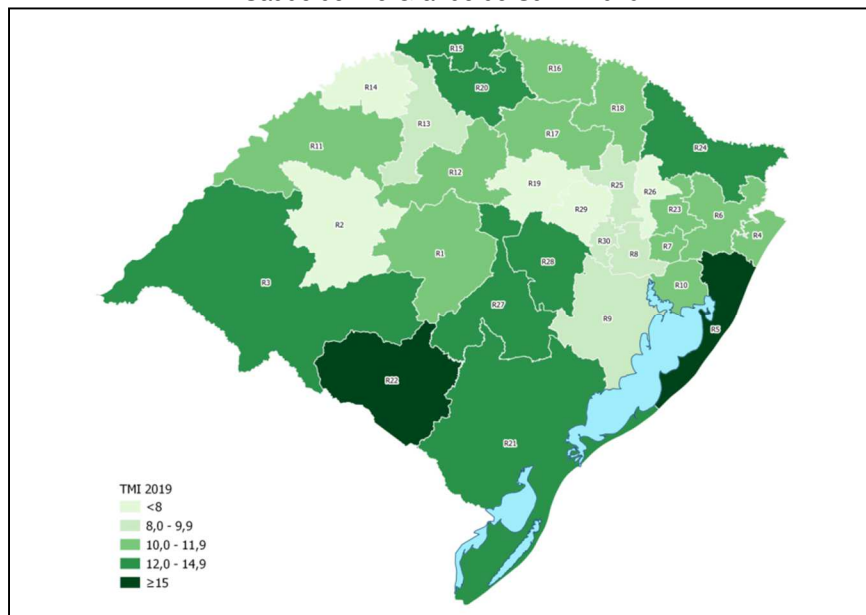 R15
R16
R14
R20
R13
R18
R17
R11
R24
R12
R19
R25
R26
R29
R23
R6
R2
R30
R4
R1
R8
R7
R28
R3
R10
R27
R9
R5
R22
R21
TMI 2019
<8
8,0 - 9,9
10,0 - 11,9
12,0 - 14,9
≥15